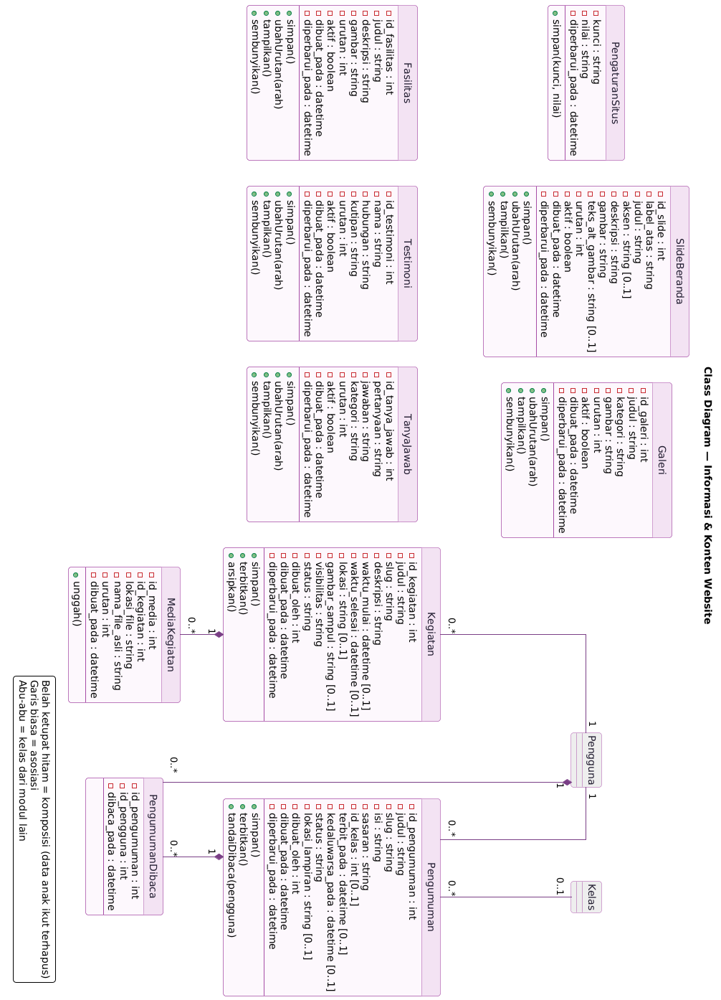 Class Diagram — Informasi & Konten Website
PengaturanSitus
kunci : string
nilai : string
diperbarui_pada : datetime
simpan(kunci, nilai)
SlideBeranda
id_slide : int
label_atas : string
judul : string
aksen : string [0..1]
deskripsi : string
gambar : string
teks_alt_gambar : string [0..1]
urutan : int
aktif : boolean
dibuat_pada : datetime
diperbarui_pada : datetime
simpan()
ubahUrutan(arah)
tampilkan()
sembunyikan()
Galeri
id_galeri : int
judul : string
kategori : string
gambar : string
urutan : int
aktif : boolean
dibuat_pada : datetime
diperbarui_pada : datetime
simpan()
ubahUrutan(arah)
tampilkan()
sembunyikan()
Pengguna
Kelas
1
1
1
0..1
Fasilitas
id_fasilitas : int
judul : string
deskripsi : string
gambar : string
urutan : int
aktif : boolean
dibuat_pada : datetime
diperbarui_pada : datetime
simpan()
ubahUrutan(arah)
tampilkan()
sembunyikan()
Testimoni
id_testimoni : int
nama : string
hubungan : string
kutipan : string
urutan : int
aktif : boolean
dibuat_pada : datetime
diperbarui_pada : datetime
simpan()
ubahUrutan(arah)
tampilkan()
sembunyikan()
TanyaJawab
id_tanya_jawab : int
pertanyaan : string
jawaban : string
kategori : string
urutan : int
aktif : boolean
dibuat_pada : datetime
diperbarui_pada : datetime
simpan()
ubahUrutan(arah)
tampilkan()
sembunyikan()
0..*
Kegiatan
id_kegiatan : int
judul : string
slug : string
deskripsi : string
waktu_mulai : datetime [0..1]
waktu_selesai : datetime [0..1]
lokasi : string [0..1]
gambar_sampul : string [0..1]
visibilitas : string
status : string
dibuat_oleh : int
dibuat_pada : datetime
diperbarui_pada : datetime
simpan()
terbitkan()
arsipkan()
0..*
0..*
Pengumuman
id_pengumuman : int
judul : string
slug : string
isi : string
sasaran : string
id_kelas : int [0..1]
terbit_pada : datetime [0..1]
kedaluwarsa_pada : datetime [0..1]
status : string
lokasi_lampiran : string [0..1]
dibuat_oleh : int
dibuat_pada : datetime
diperbarui_pada : datetime
simpan()
terbitkan()
tandaiDibaca(pengguna)
1
0..*
1
0..*
0..*
MediaKegiatan
id_media : int
id_kegiatan : int
lokasi_file : string
nama_file_asli : string
urutan : int
dibuat_pada : datetime
unggah()
PengumumanDibaca
id_pengumuman : int
id_pengguna : int
dibaca_pada : datetime
Belah ketupat hitam = komposisi (data anak ikut terhapus)
Garis biasa = asosiasi
Abu-abu = kelas dari modul lain